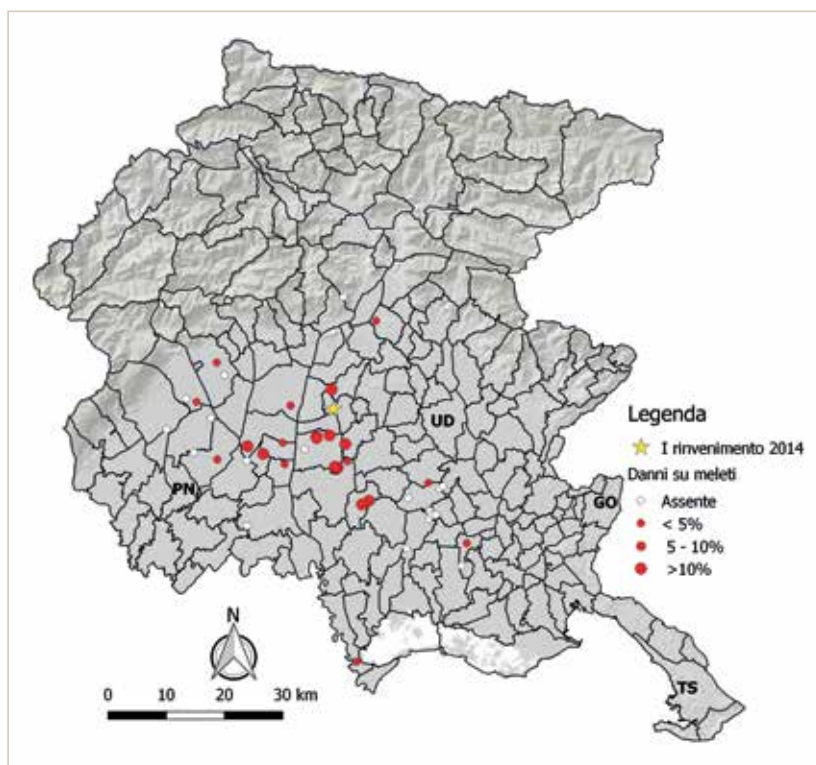 UD
PN
GO
TS
Legenda
I rinvenimento 2014
Danni su meleti
Assente
< 5%
5 - 10%
>10%
N
0 10 20 30 km